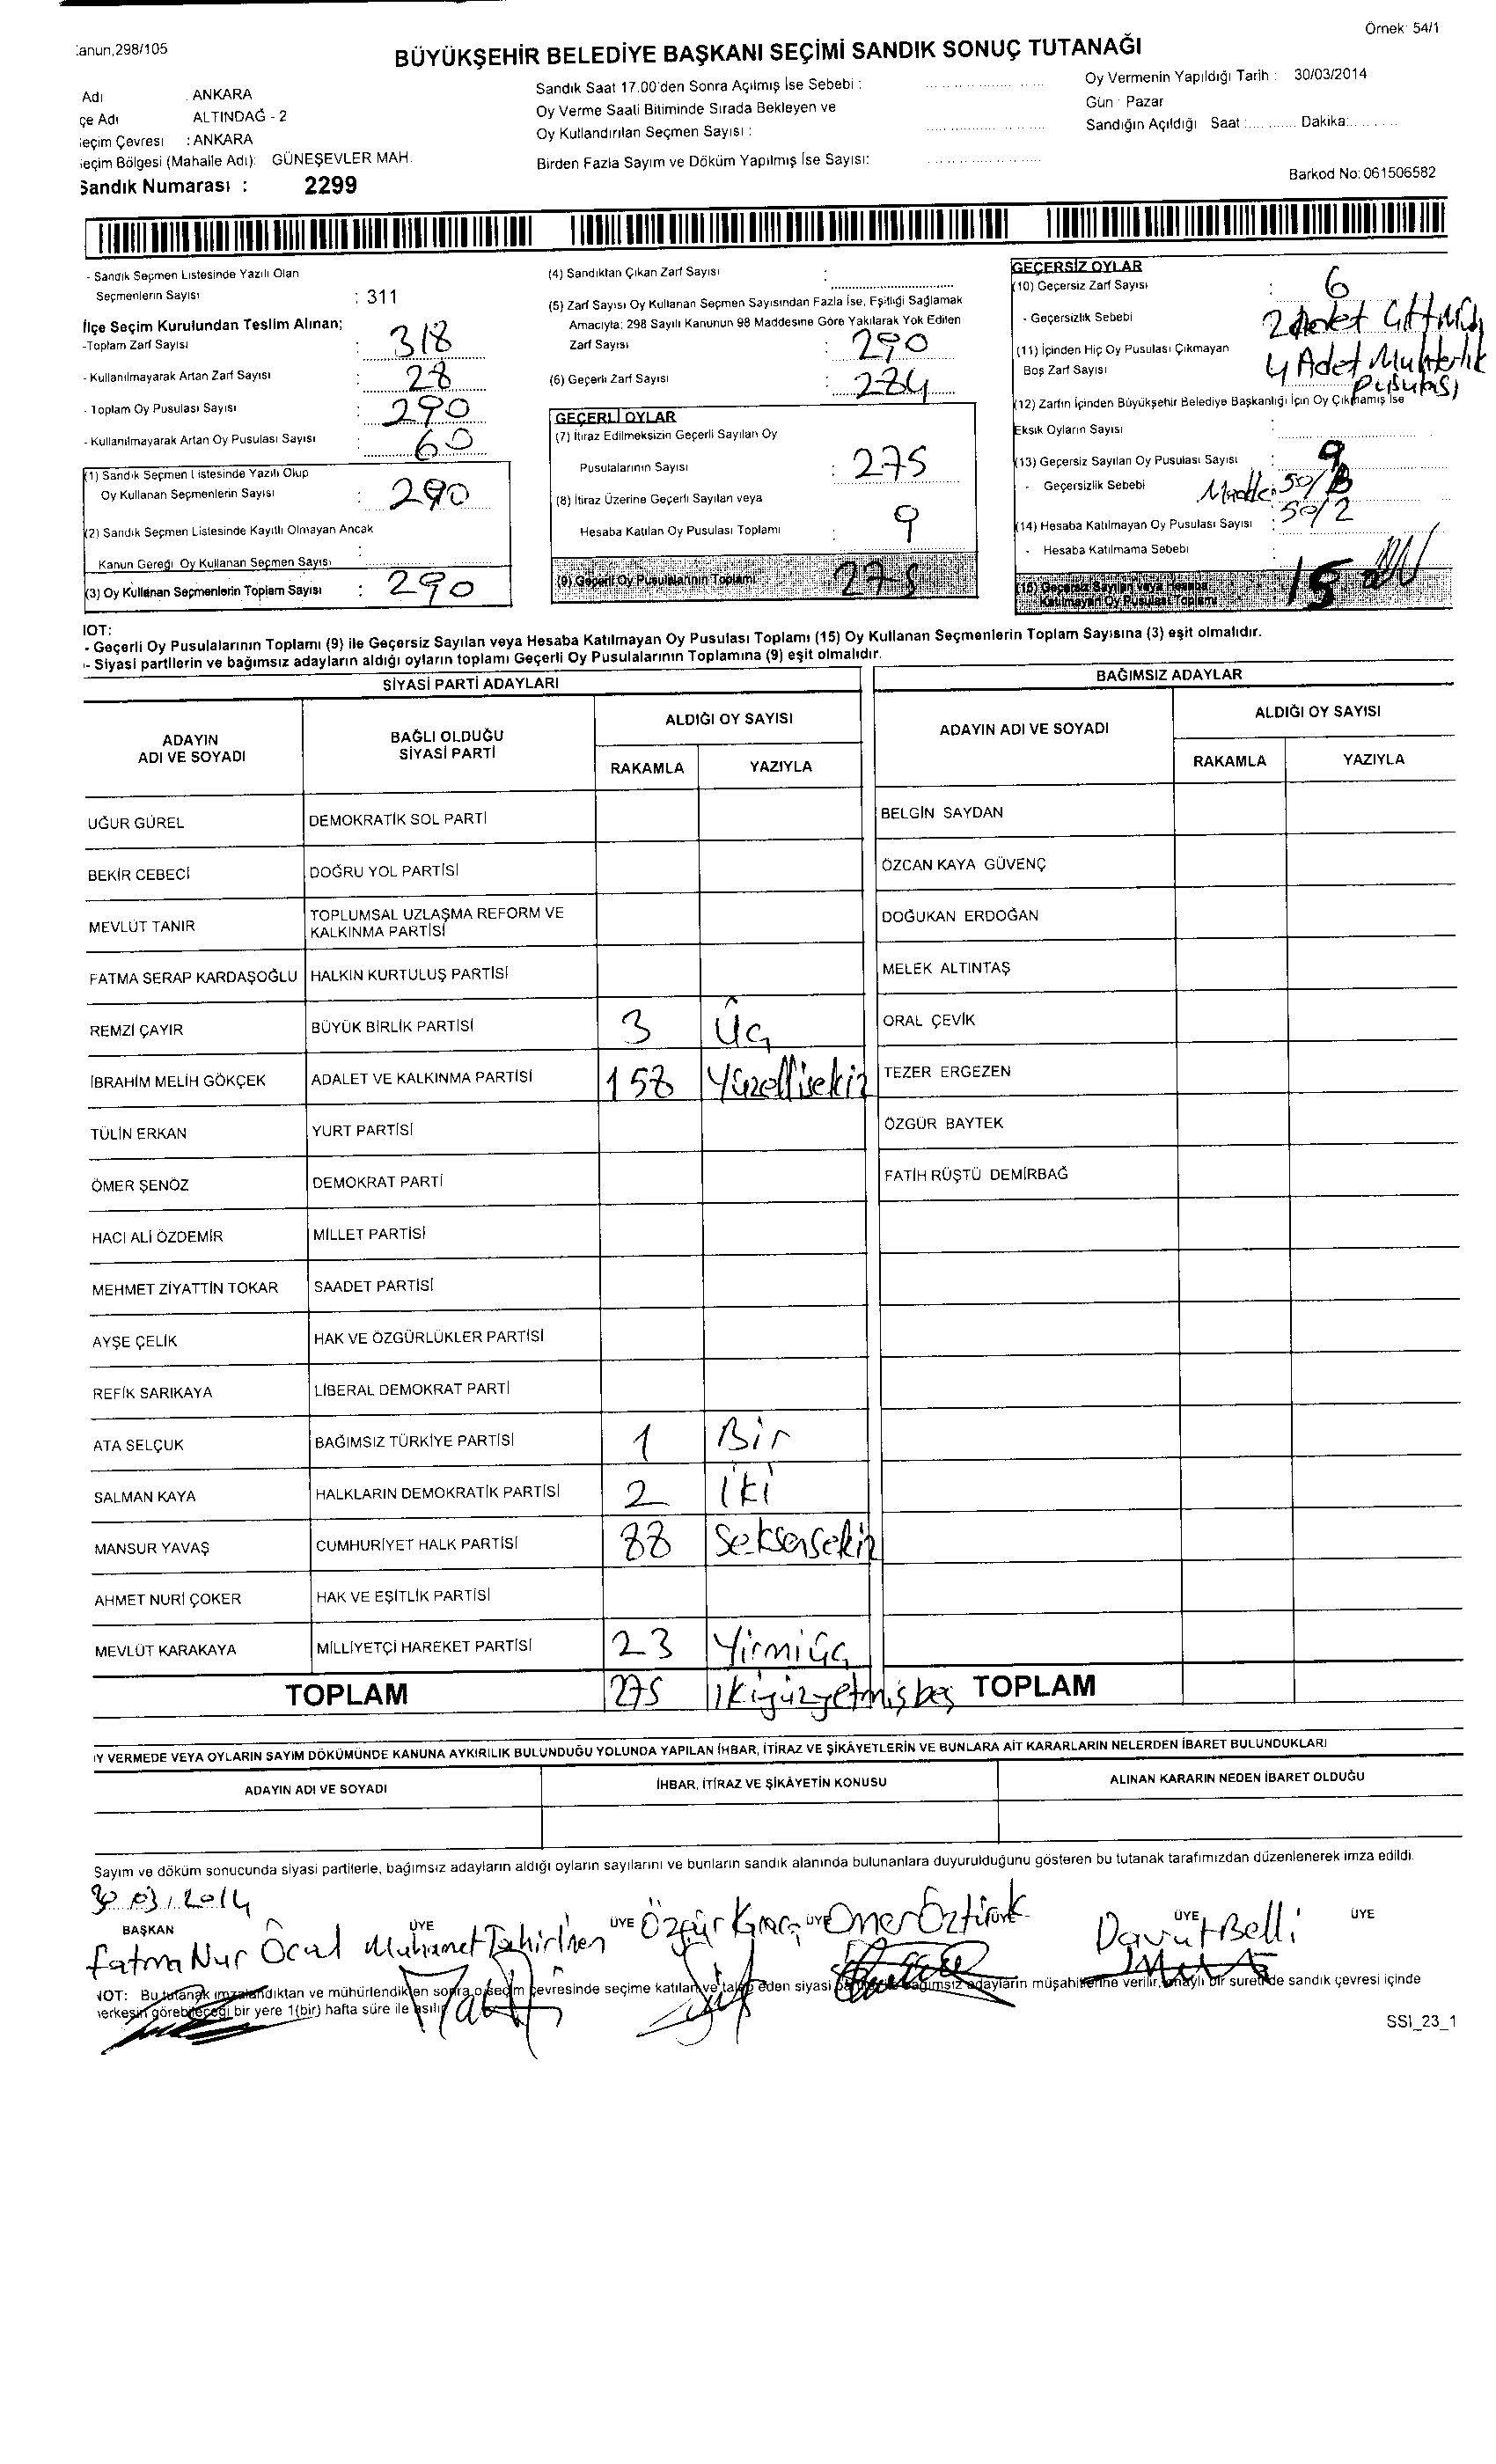 Örnek: 54/1
anun,298/105
BÜYÜKŞEHİR BELEDİYE BAŞKANI SEÇİMİ SANDIK SONUÇ TUTANAĞI
Adı : ANKARA
çe Adı ALTINDAĞ - 2
eçim Çevresi : ANKARA
eçim Bölgesi (Mahalle Adı): GÜNEŞEVLER MAH.
Sandık Numarası : 2299
Sandık Saat 17.00'den Sonra Açılmış İse Sebebi :
Oy Verme Saati Bitiminde Sırada Bekleyen ve
Oy Kullandırılan Seçmen Sayısı :
Birden Fazla Sayım ve Döküm Yapılmış İse Sayısı:
Oy Vermenin Yapıldığı Tarih : 30/03/2014
Gün : Pazar
Sandığın Açıldığı Saat : Dakika:
Barkod No: 061506582
- Sandık Seçmen Listesinde Yazılı Olan
Seçmenlerin Sayısı : 311
İlçe Seçim Kurulundan Teslim Alınan;
-Toplam Zarf Sayısı : 318
- Kullanılmayarak Artan Zarf Sayısı : 28
- Toplam Oy Pusulası Sayısı : 290
- Kullanılmayarak Artan Oy Pusulası Sayısı : 60
(1) Sandık Seçmen Listesinde Yazılı Olup
Oy Kullanan Seçmenlerin Sayısı : 290
(2) Sandık Seçmen Listesinde Kayıtlı Olmayan Ancak
Kanun Gereği Oy Kullanan Seçmen Sayısı :
(3) Oy Kullanan Seçmenlerin Toplam Sayısı : 290
(4) Sandıktan Çıkan Zarf Sayısı :
(5) Zarf Sayısı Oy Kullanan Seçmen Sayısından Fazla İse, Eşitliği Sağlamak
Amacıyla; 298 Sayılı Kanunun 98 Maddesine Göre Yakılarak Yok Edilen
Zarf Sayısı : 290
(6) Geçerli Zarf Sayısı : 284
GEÇERLİ OYLAR
(7) İtiraz Edilmeksizin Geçerli Sayılan Oy
Pusulalarının Sayısı : 275
(8) İtiraz Üzerine Geçerli Sayılan veya
Hesaba Katılan Oy Pusulası Toplamı : 9
(9) Geçerli Oy Pusulalarının Toplamı 275
GEÇERSİZ OYLAR
(10) Geçersiz Zarf Sayısı : 6
- Geçersizlik Sebebi 2 Adet
(11) İçinden Hiç Oy Pusulası Çıkmayan
Boş Zarf Sayısı 4 Adet Muhtarlık
Pusulası
(12) Zarfın İçinden Büyükşehir Belediye Başkanlığı İçin Oy Çıkmamış İse
Eksik Oyların Sayısı :
(13) Geçersiz Sayılan Oy Pusulası Sayısı : 9
- Geçersizlik Sebebi Madde 50/B
50/2
(14) Hesaba Katılmayan Oy Pusulası Sayısı :
- Hesaba Katılmama Sebebi :
(15) Geçersiz Sayılan veya Hesaba
Katılmayan Oy Pusulası Toplamı 15
NOT:
- Geçerli Oy Pusulalarının Toplamı (9) ile Geçersiz Sayılan veya Hesaba Katılmayan Oy Pusulası Toplamı (15) Oy Kullanan Seçmenlerin Toplam Sayısına (3) eşit olmalıdır.
- Siyasi partilerin ve bağımsız adayların aldığı oyların toplamı Geçerli Oy Pusulalarının Toplamına (9) eşit olmalıdır.
SİYASİ PARTİ ADAYLARI
ADAYIN ADI VE SOYADI BAĞLI OLDUĞU SİYASİ PARTİ ALDIĞI OY SAYISI
RAKAMLA YAZIYLA
UĞUR GÜREL DEMOKRATİK SOL PARTİ
BEKİR CEBECİ DOĞRU YOL PARTİSİ
MEVLÜT TANIR TOPLUMSAL UZLAŞMA REFORM VE KALKINMA PARTİSİ
FATMA SERAP KARDAŞOĞLU HALKIN KURTULUŞ PARTİSİ
REMZİ ÇAYIR BÜYÜK BİRLİK PARTİSİ 3 Üç
İBRAHİM MELİH GÖKÇEK ADALET VE KALKINMA PARTİSİ 158 Yüzellisekiz
TÜLİN ERKAN YURT PARTİSİ
ÖMER ŞENÖZ DEMOKRAT PARTİ
HACI ALİ ÖZDEMİR MİLLET PARTİSİ
MEHMET ZİYATTİN TOKAR SAADET PARTİSİ
AYŞE ÇELİK HAK VE ÖZGÜRLÜKLER PARTİSİ
REFİK SARIKAYA LİBERAL DEMOKRAT PARTİ
ATA SELÇUK BAĞIMSIZ TÜRKİYE PARTİSİ 1 Bir
SALMAN KAYA HALKLARIN DEMOKRATİK PARTİSİ 2 İki
MANSUR YAVAŞ CUMHURİYET HALK PARTİSİ 88 Seksensekiz
AHMET NURİ ÇOKER HAK VE EŞİTLİK PARTİSİ
MEVLÜT KARAKAYA MİLLİYETÇİ HAREKET PARTİSİ 23 Yirmiüç
TOPLAM 275 İkiyüzyetmişbeş
BAĞIMSIZ ADAYLAR
ADAYIN ADI VE SOYADI ALDIĞI OY SAYISI
RAKAMLA YAZIYLA
BELGİN SAYDAN
ÖZCAN KAYA GÜVENÇ
DOĞUKAN ERDOĞAN
MELEK ALTINTAŞ
ORAL ÇEVİK
TEZER ERGEZEN
ÖZGÜR BAYTEK
FATİH RÜŞTÜ DEMİRBAĞ
TOPLAM
Y VERMEDE VEYA OYLARIN SAYIM DÖKÜMÜNDE KANUNA AYKIRILIK BULUNDUĞU YOLUNDA YAPILAN İHBAR, İTİRAZ VE ŞİKÂYETLERİN VE BUNLARA AİT KARARLARIN NELERDEN İBARET BULUNDUKLARI
ADAYIN ADI VE SOYADI İHBAR, İTİRAZ VE ŞİKÂYETİN KONUSU ALINAN KARARIN NEDEN İBARET OLDUĞU
Sayım ve döküm sonucunda siyasi partilerle, bağımsız adayların aldığı oyların sayılarını ve bunların sandık alanında bulunanlara duyurulduğunu gösteren bu tutanak tarafımızdan düzenlenerek imza edildi.
30.03.2014
BAŞKAN ÜYE ÜYE ÜYE ÜYE ÜYE
Fatma Nur Öcal Muhamet Özgür Kılıç Ömer Öztürk Davut Belli
NOT: Bu tutanak imzalandıktan ve mühürlendikten sonra o seçim çevresinde seçime katılan ve talep eden siyasi bağımsız adayların müşahitlerine verilir, onaylı bir suretide sandık çevresi içinde
herkesin görebileceği bir yere 1(bir) hafta süre ile asılır
SSI_23_1